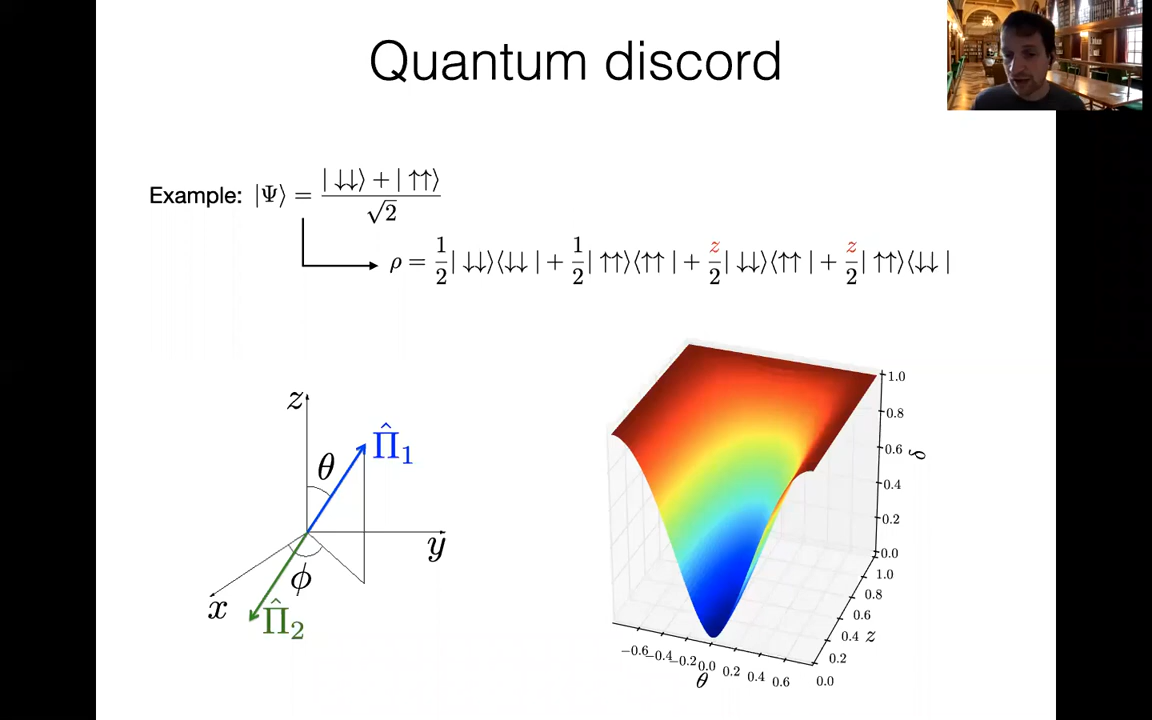 Quantum discord
Example: |Ψ⟩ = (|↓↓⟩ + |↑↑⟩) / √2
ρ = 1/2 |↓↓⟩⟨↓↓| + 1/2 |↑↑⟩⟨↑↑| + z/2 |↓↓⟩⟨↑↑| + z/2 |↑↑⟩⟨↓↓|
z
θ
Π̂1
y
ϕ
x
Π̂2
1.0
0.8
0.6
0.4
0.2
0.0
δ
1.0
0.8
0.6
0.4
0.2
0.0
z
−0.6 −0.4 −0.2 0.0 0.2 0.4 0.6
θ